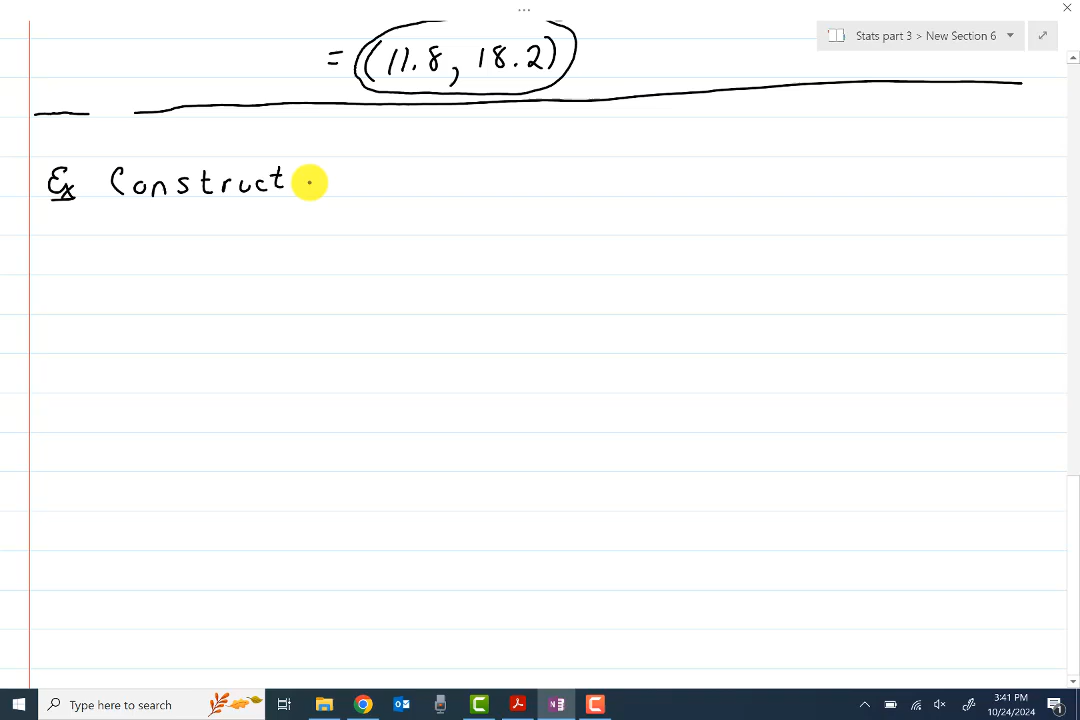 ...
Stats part 3 > New Section 6
= (11.8, 18.2)
Ex Construct
Type here to search
3:41 PM
10/24/2024
1